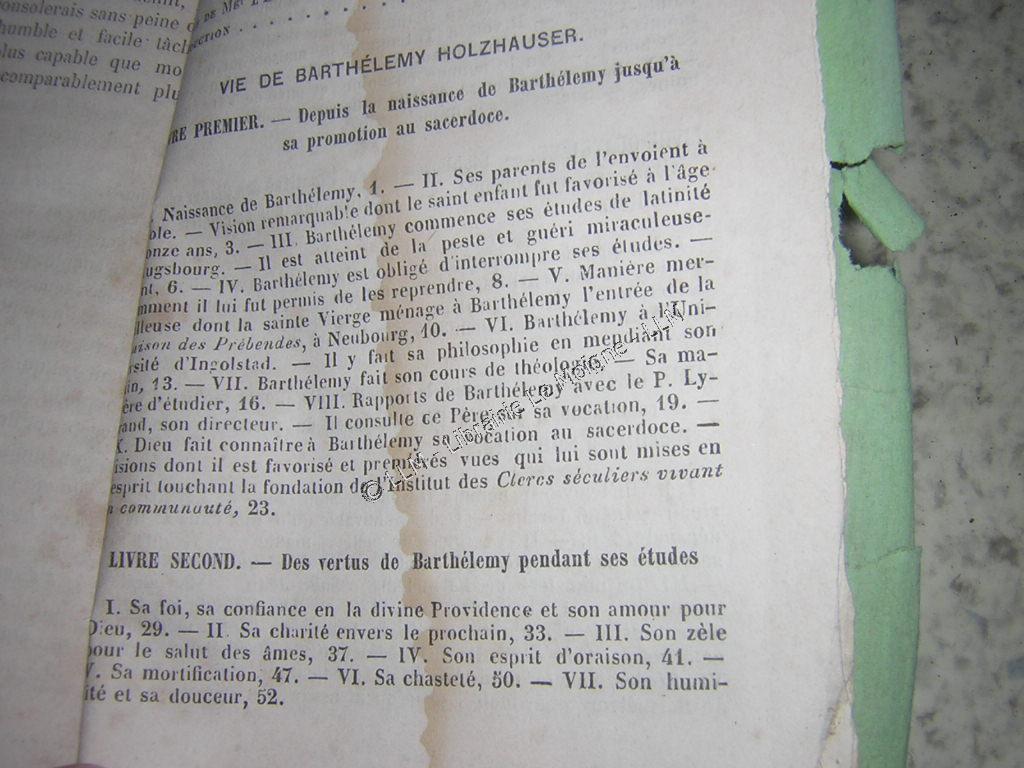 onsolerais sans peine
humble et facile tâch
lus capable que mo
comparablement plu
VIE DE BARTHÉLEMY HOLZHAUSER.
RE PREMIER. — Depuis la naissance de Barthélemy jusqu'à
sa promotion au sacerdoce.
Naissance de Barthélemy, 1. — II. Ses parents de l'envoient à
ole. — Vision remarquable dont le saint enfant fut favorisé à l'âge
onze ans, 3. — III. Barthélemy commence ses études de latinité
ugsbourg. — Il est atteint de la peste et guéri miraculeuse-
nt, 6. — IV. Barthélemy est obligé d'interrompre ses études. —
mment il lui fut permis de les reprendre, 8. — V. Manière mer-
lleuse dont la sainte Vierge ménage à Barthélemy l'entrée de la
aison des Prébendes, à Neubourg, 10. — VI. Barthélemy à l'Uni-
rsité d'Ingolstad. — Il y fait sa philosophie en mendiant son
in, 13. — VII. Barthélemy fait son cours de théologie. — Sa ma-
ère d'étudier, 16. — VIII. Rapports de Barthélemy avec le P. Ly-
and, son directeur. — Il consulte ce Père sur sa vocation, 19. —
X. Dieu fait connaître à Barthélemy sa vocation au sacerdoce. —
isions dont il est favorisé et premières vues qui lui sont mises en
esprit touchant la fondation de l'Institut des Clercs séculiers vivant
n communauté, 23.
LIVRE SECOND. — Des vertus de Barthélemy pendant ses études
I. Sa foi, sa confiance en la divine Providence et son amour pour
Dieu, 29. — II. Sa charité envers le prochain, 33. — III. Son zèle
pour le salut des âmes, 37. — IV. Son esprit d'oraison, 41. —
V. Sa mortification, 47. — VI. Sa chasteté, 50. — VII. Son humi-
lité et sa douceur, 52.
© LLM - Librairie Le Moigne - LLM